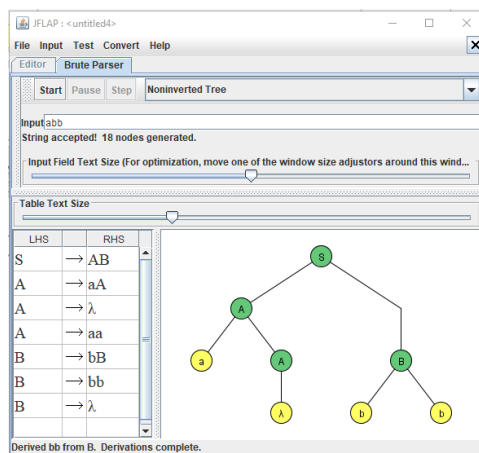 JFLAP : <untitled4>
File Input Test Convert Help
Editor Brute Parser
Start Pause Step Noninverted Tree
Input abb
String accepted! 18 nodes generated.
Input Field Text Size (For optimization, move one of the window size adjustors around this wind...
Table Text Size
LHS RHS
S → AB
A → aA
A → λ
A → aa
B → bB
B → bb
B → λ
S
A
a A B
λ b b
Derived bb from B. Derivations complete.